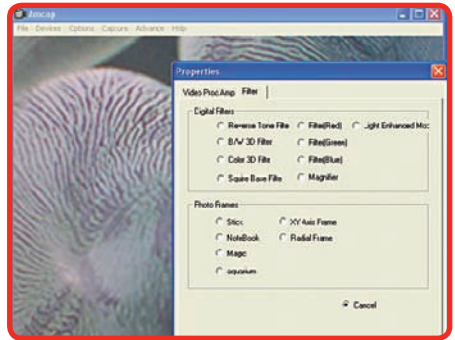 Amcap
File Devices Options Capture Advance Help
Properties
Video Proc Amp Filter
Digital Filters
Reverse Tone Filte Filte(Red) Light Enhanced Moc
B/W 3D Filter Filte(Green)
Color 3D Filte Filte(Blue)
Squire Base Filte Magnifier
Photo Frames
Stick XY Axis Frame
NoteBook Radial Frame
Magic
aquarium
Cancel